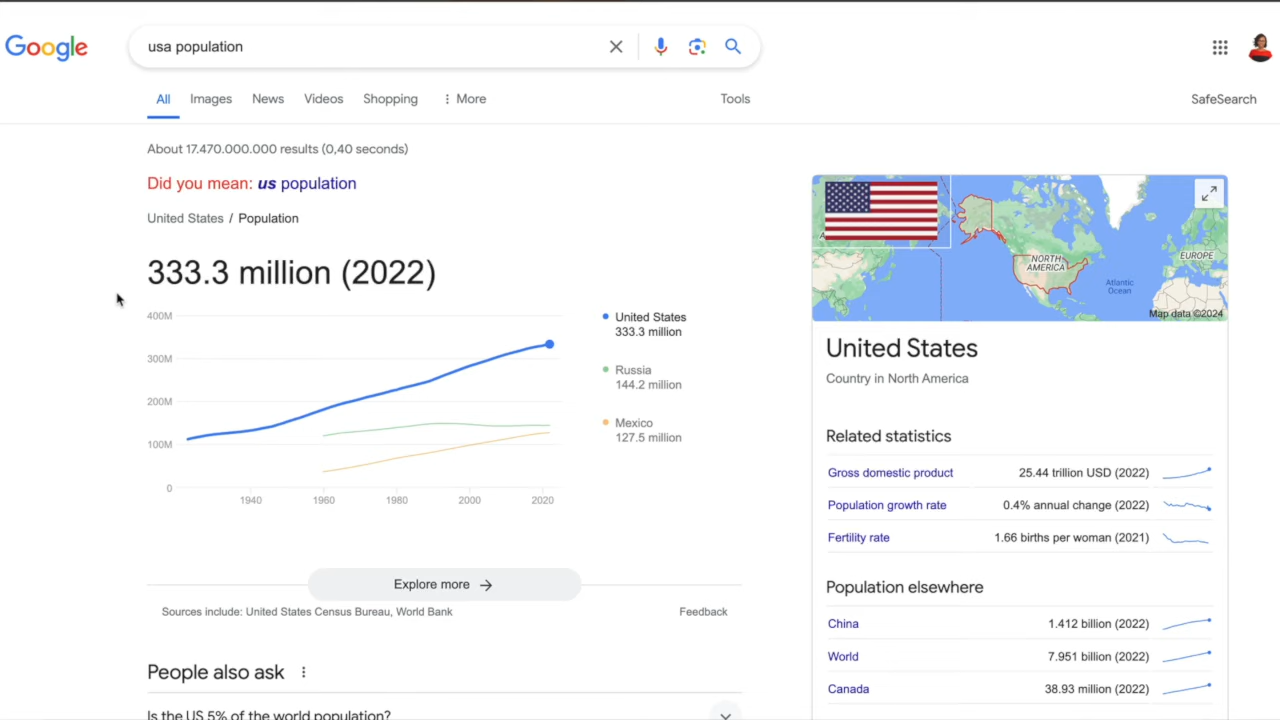 Google
usa population
All Images News Videos Shopping More Tools SafeSearch
About 17.470.000.000 results (0,40 seconds)
Did you mean: us population
United States / Population
333.3 million (2022)
400M
300M
200M
100M
0
1940 1960 1980 2000 2020
United States
333.3 million
Russia
144.2 million
Mexico
127.5 million
Explore more
Sources include: United States Census Bureau, World Bank Feedback
People also ask
Is the US 5% of the world population?
NORTH
AMERICA
EUROPE
Atlantic
Ocean
Map data ©2024
United States
Country in North America
Related statistics
Gross domestic product 25.44 trillion USD (2022)
Population growth rate 0.4% annual change (2022)
Fertility rate 1.66 births per woman (2021)
Population elsewhere
China 1.412 billion (2022)
World 7.951 billion (2022)
Canada 38.93 million (2022)